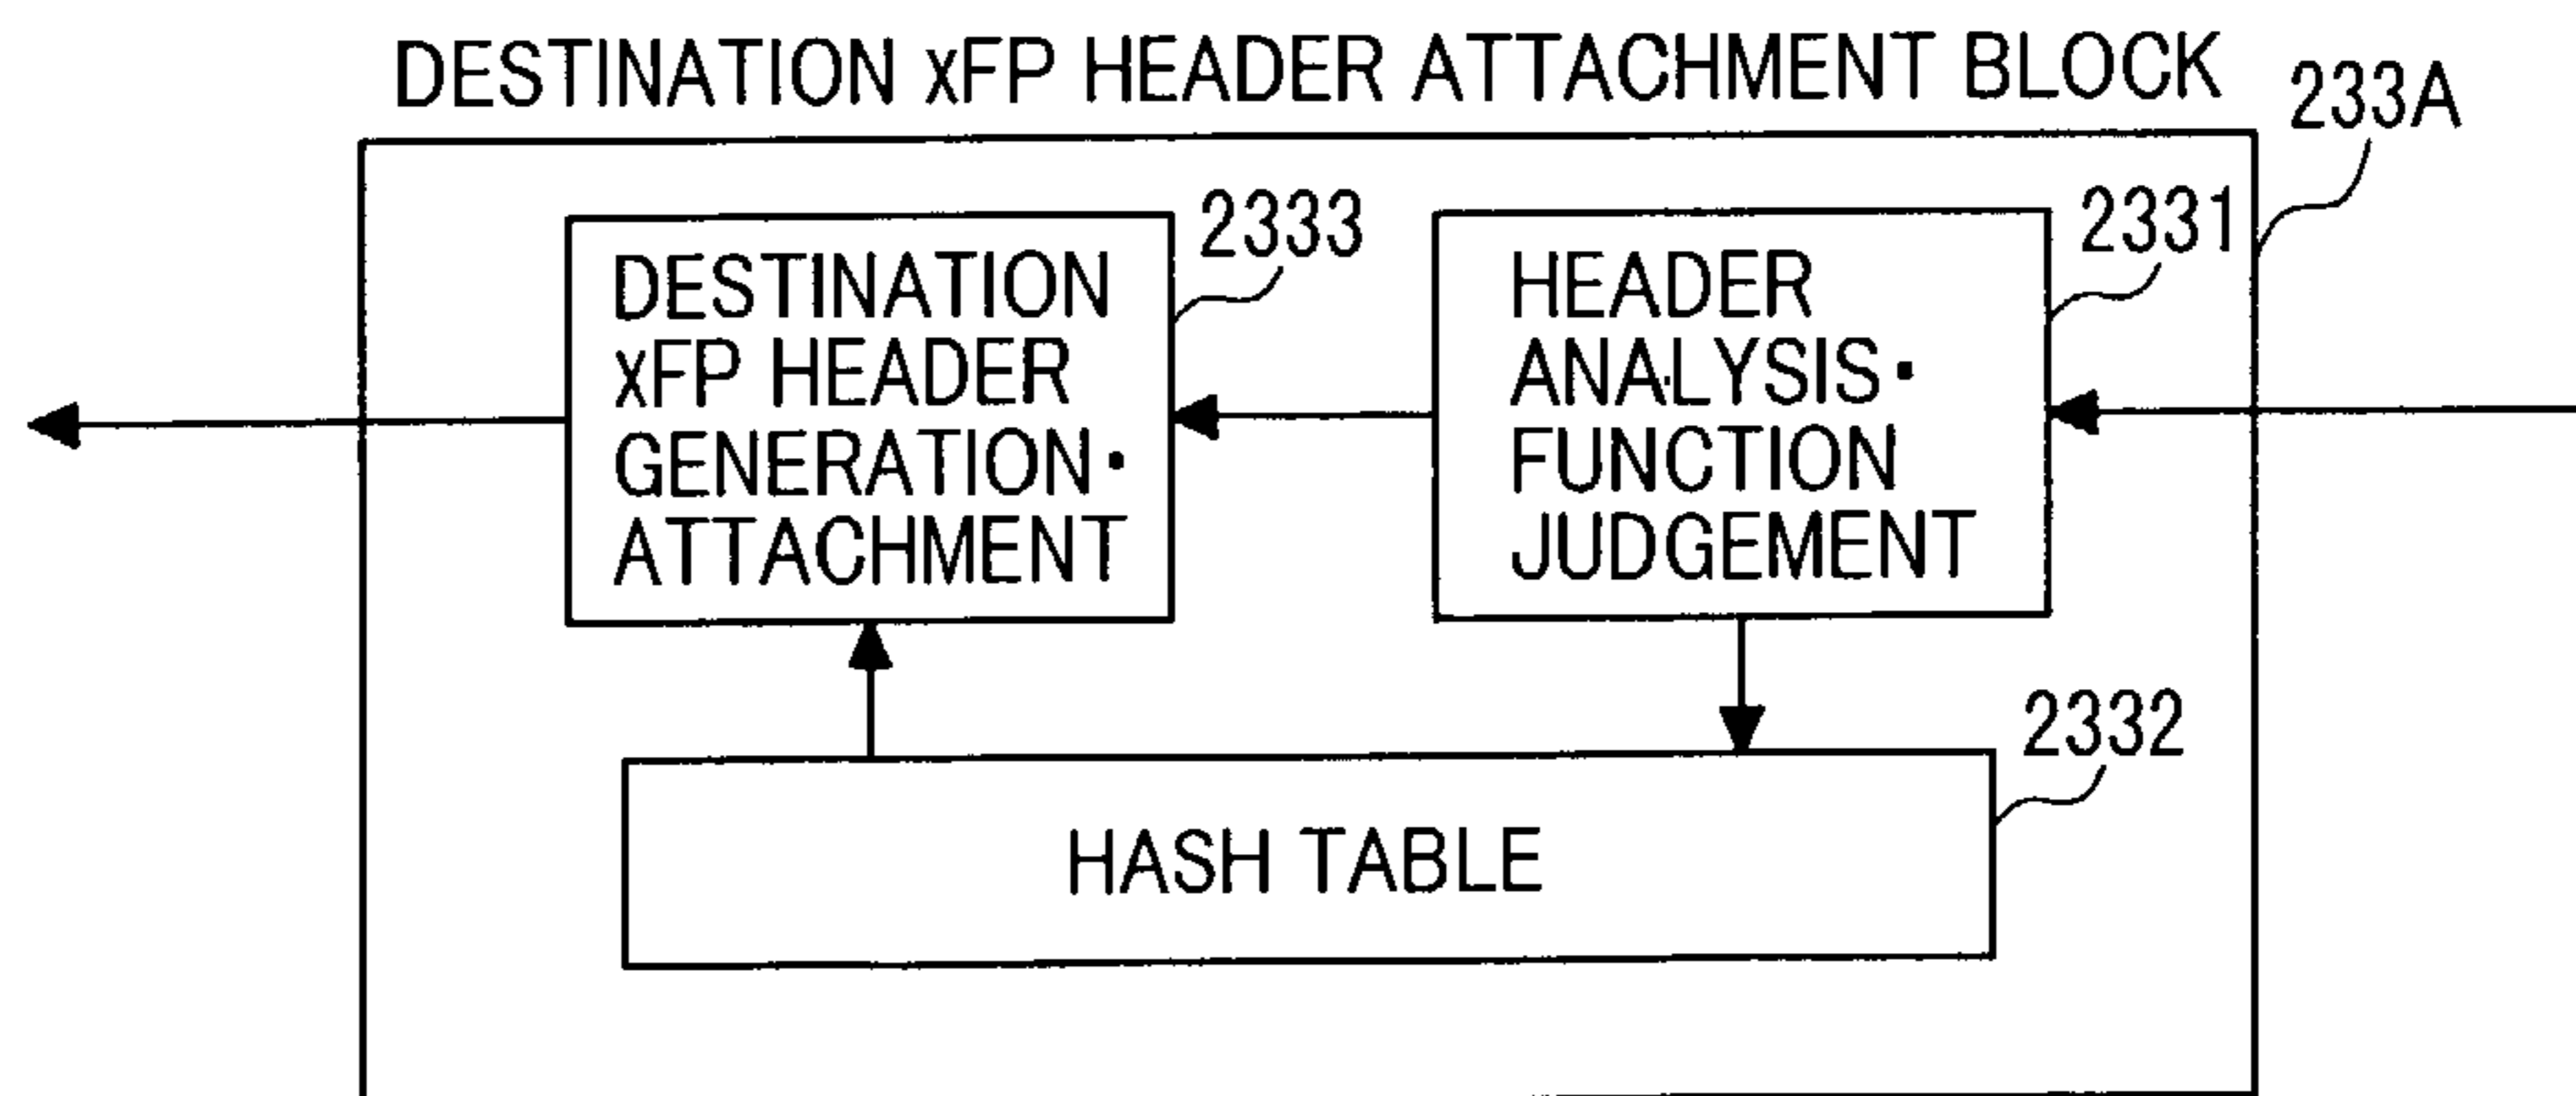 DESTINATION xFP HEADER ATTACHMENT BLOCK
233A
2333
DESTINATION
xFP HEADER
GENERATION・
ATTACHMENT
2331
HEADER
ANALYSIS・
FUNCTION
JUDGEMENT
2332
HASH TABLE